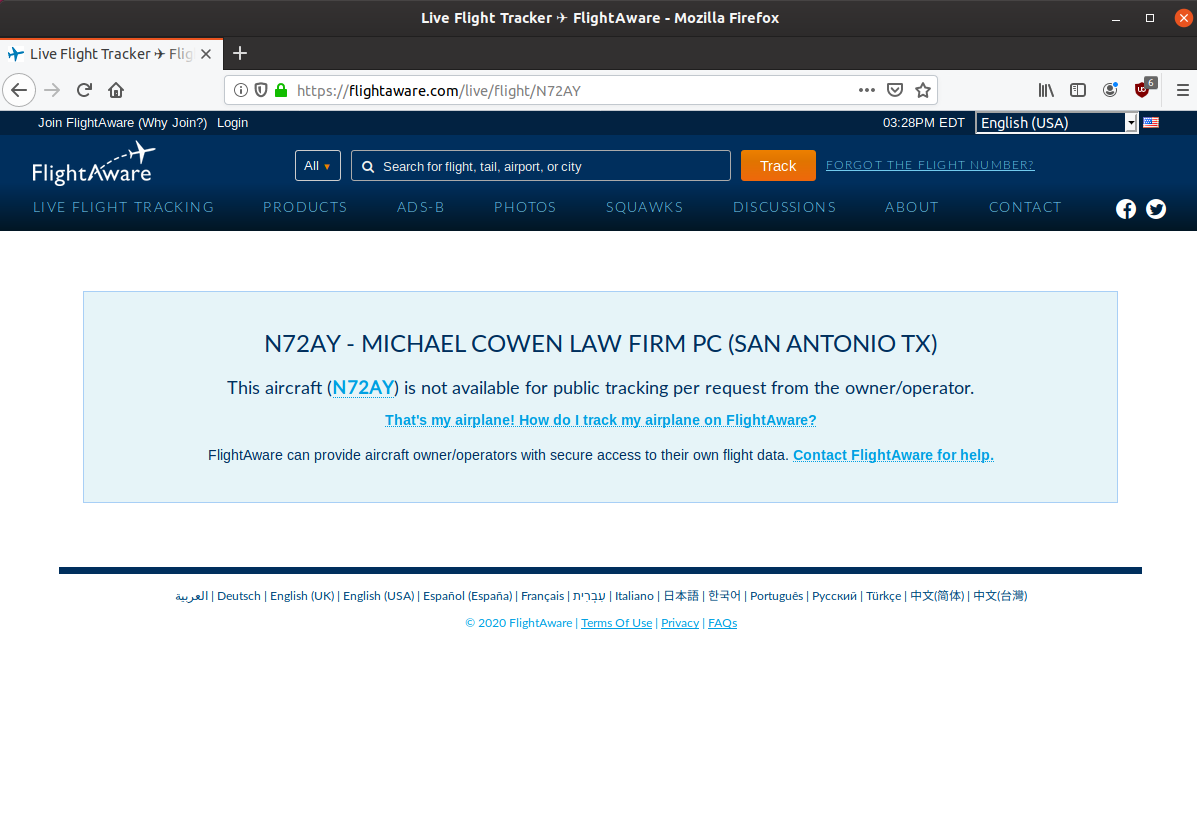 Live Flight Tracker ✈ FlightAware - Mozilla Firefox
Live Flight Tracker ✈ Flig
https://flightaware.com/live/flight/N72AY
6
Join FlightAware (Why Join?) Login 03:28PM EDT English (USA)
FlightAware
All ▾ Search for flight, tail, airport, or city Track FORGOT THE FLIGHT NUMBER?
LIVE FLIGHT TRACKING PRODUCTS ADS-B PHOTOS SQUAWKS DISCUSSIONS ABOUT CONTACT
N72AY - MICHAEL COWEN LAW FIRM PC (SAN ANTONIO TX)
This aircraft (N72AY) is not available for public tracking per request from the owner/operator.
That's my airplane! How do I track my airplane on FlightAware?
FlightAware can provide aircraft owner/operators with secure access to their own flight data. Contact FlightAware for help.
العربية | Deutsch | English (UK) | English (USA) | Español (España) | Français | עִבְרִית | Italiano | 日本語 | 한국어 | Português | Русский | Türkçe | 中文(简体) | 中文(台灣)
© 2020 FlightAware | Terms Of Use | Privacy | FAQs